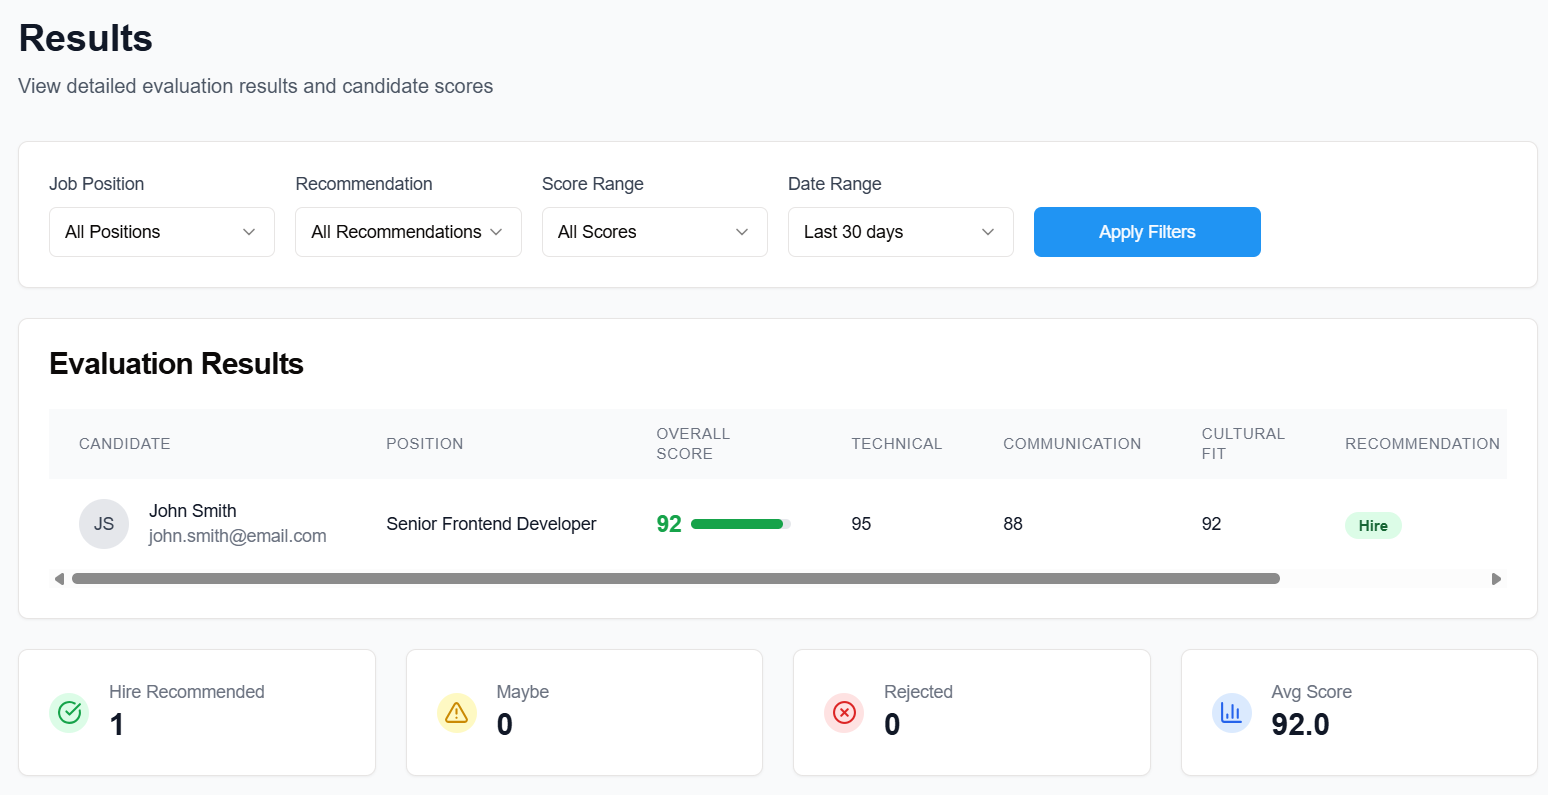 Results
View detailed evaluation results and candidate scores
Job Position
Recommendation
Score Range
Date Range
All Positions
All Recommendations
All Scores
Last 30 days
Apply Filters
Evaluation Results
CANDIDATE
POSITION
OVERALL
SCORE
TECHNICAL
COMMUNICATION
CULTURAL
FIT
RECOMMENDATION
JS
John Smith
john.smith@email.com
Senior Frontend Developer
92
95
88
92
Hire
Hire Recommended
1
Maybe
0
Rejected
0
Avg Score
92.0